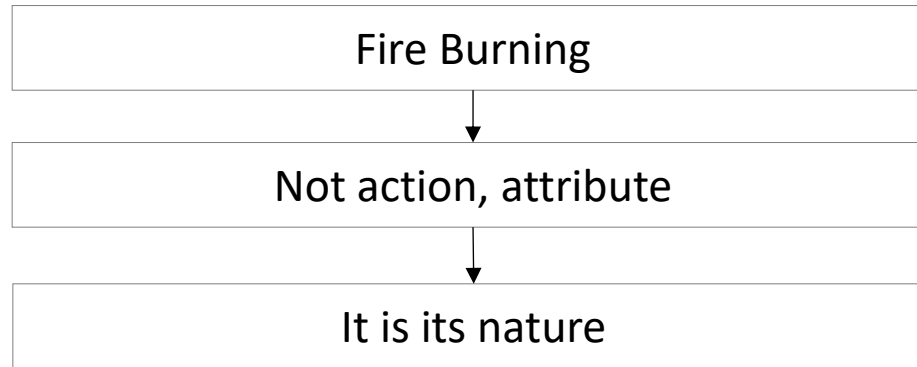 Fire Burning
Not action, attribute
It is its nature